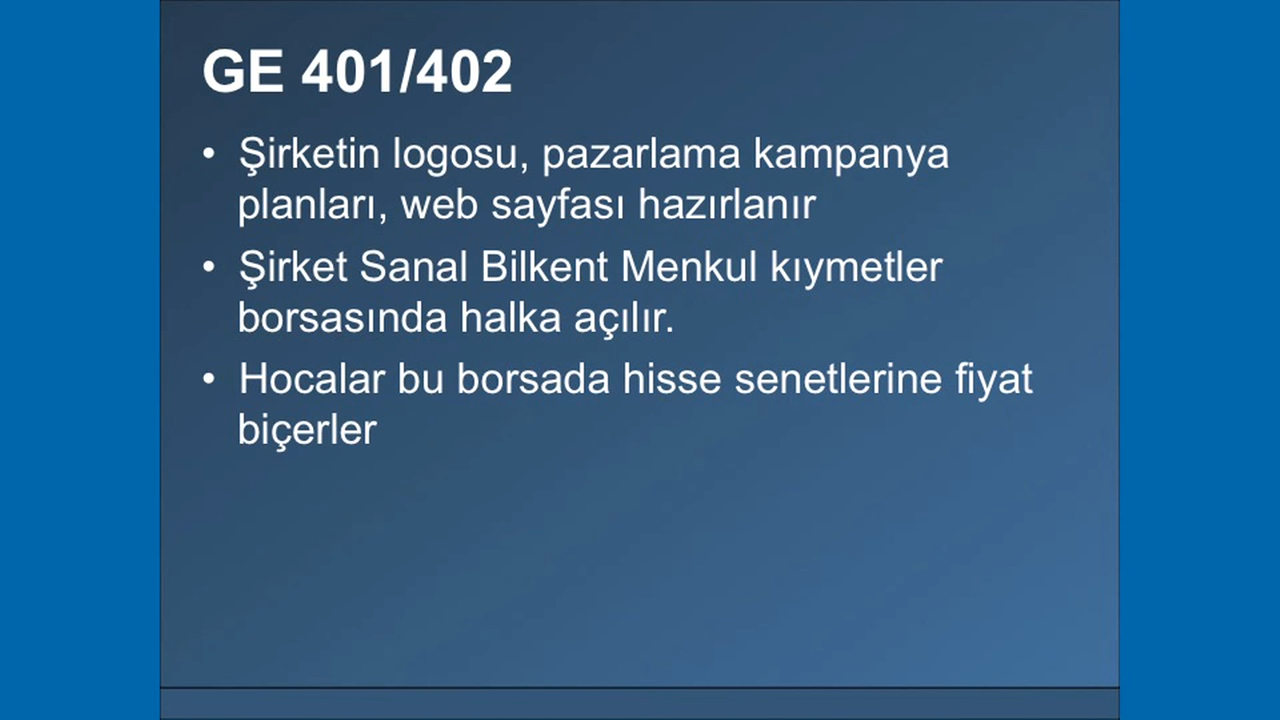 GE 401/402
• Şirketin logosu, pazarlama kampanya
planları, web sayfası hazırlanır
• Şirket Sanal Bilkent Menkul kıymetler
borsasında halka açılır.
• Hocalar bu borsada hisse senetlerine fiyat
biçerler